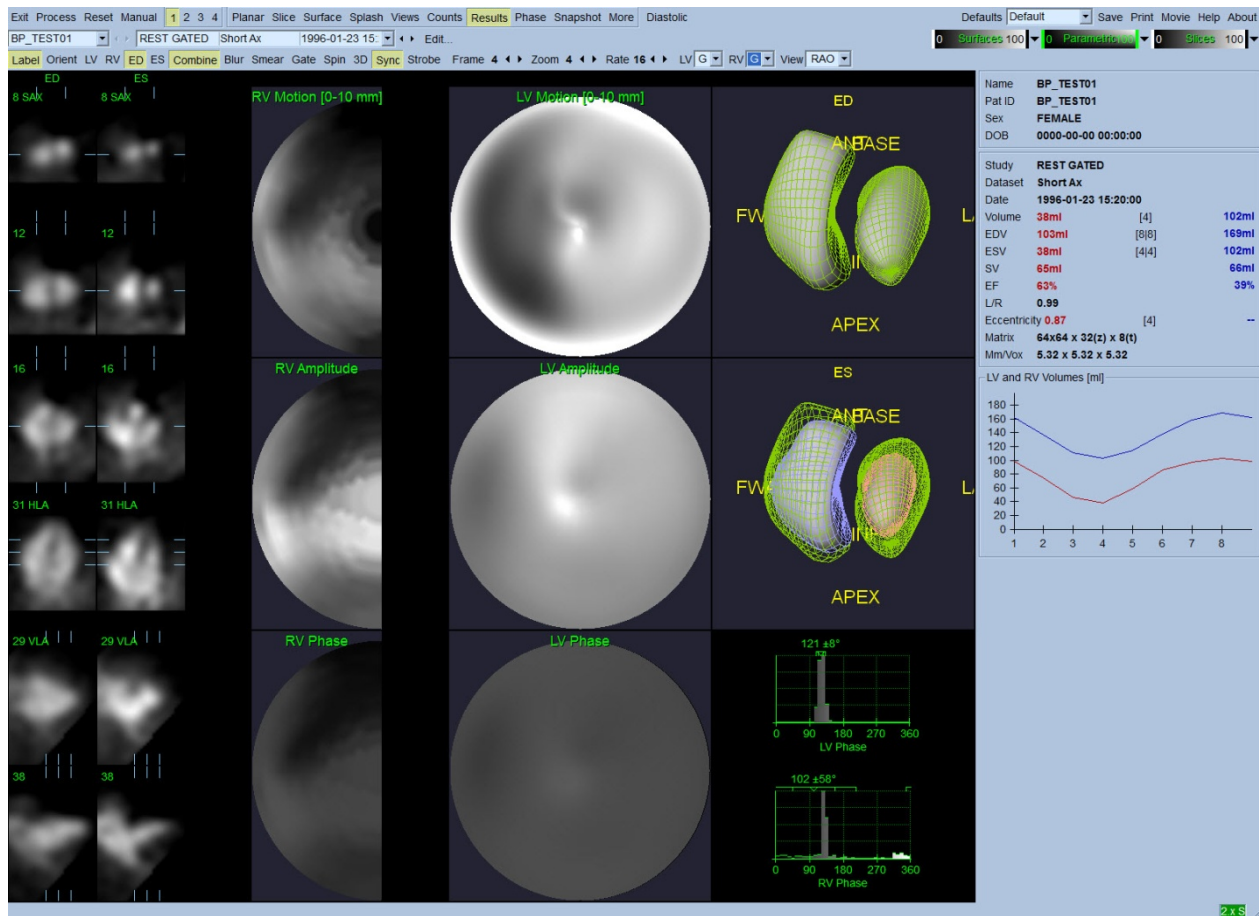 Exit Process Reset Manual 1 2 3 4 Planar Slice Surface Splash Views Counts Results Phase Snapshot More Diastolic Defaults Default Save Print Movie Help About
BP_TEST01 REST GATED Short Ax 1996-01-23 15: Edit... 0 Surfaces 100 0 Parametric 100 0 Slices 100
Label Orient LV RV ED ES Combine Blur Smear Gate Spin 3D Sync Strobe Frame 4 Zoom 4 Rate 16 LV G RV G View RAO
ED ES
8 SAX 8 SAX
12 12
16 16
31 HLA 31 HLA
29 VLA 29 VLA
38 38
RV Motion [0-10 mm]
LV Motion [0-10 mm]
RV Amplitude
LV Amplitude
RV Phase
LV Phase
ED
ANT BASE
FW
APEX
ES
ANT BASE
FW
APEX
121 ±8°
0 90 180 270 360
LV Phase
102 ±58°
0 90 180 270 360
RV Phase
Name BP_TEST01
Pat ID BP_TEST01
Sex FEMALE
DOB 0000-00-00 00:00:00
Study REST GATED
Dataset Short Ax
Date 1996-01-23 15:20:00
Volume 38ml [4] 102ml
EDV 103ml [8|8] 169ml
ESV 38ml [4|4] 102ml
SV 65ml 66ml
EF 63% 39%
L/R 0.99
Eccentricity 0.87 [4] --
Matrix 64x64 x 32(z) x 8(t)
Mm/Vox 5.32 x 5.32 x 5.32
LV and RV Volumes [ml]
180
160
140
120
100
80
60
40
20
0
1 2 3 4 5 6 7 8
2 x S